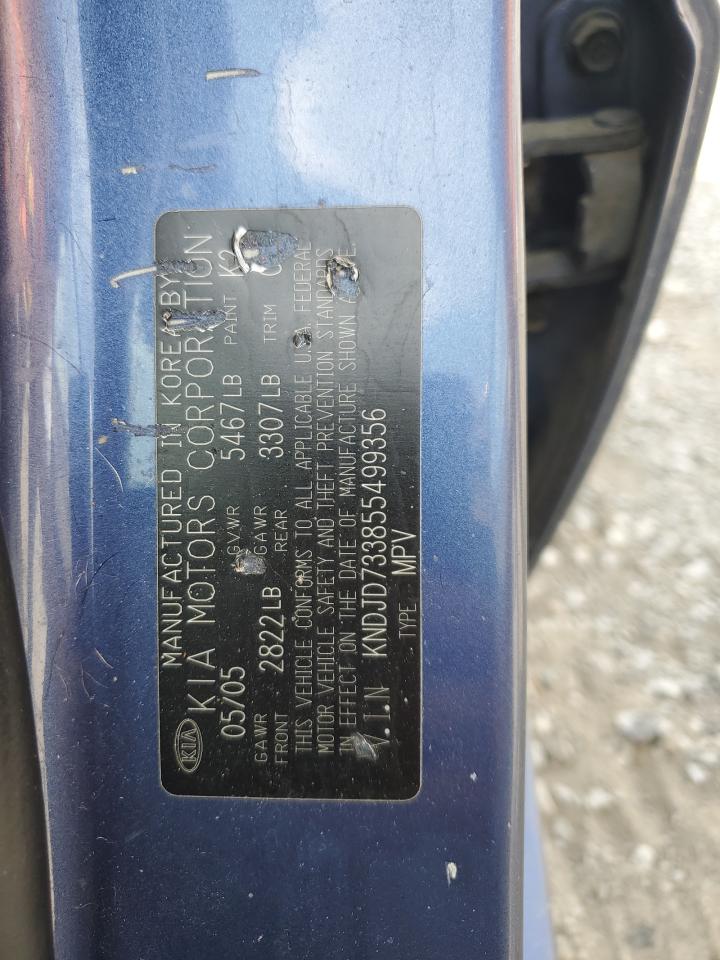 KIA
MANUFACTURED IN KOREA BY
KIA MOTORS CORPORATION
05/05 GVWR 5467LB PAINT
GAWR FRONT 2822LB GAWR REAR 3307LB TRIM
THIS VEHICLE CONFORMS TO ALL APPLICABLE U.S. FEDERAL
MOTOR VEHICLE SAFETY AND THEFT PREVENTION STANDARDS
IN EFFECT ON THE DATE OF MANUFACTURE SHOWN
V.I.N KNDJD733855499356
TYPE: MPV